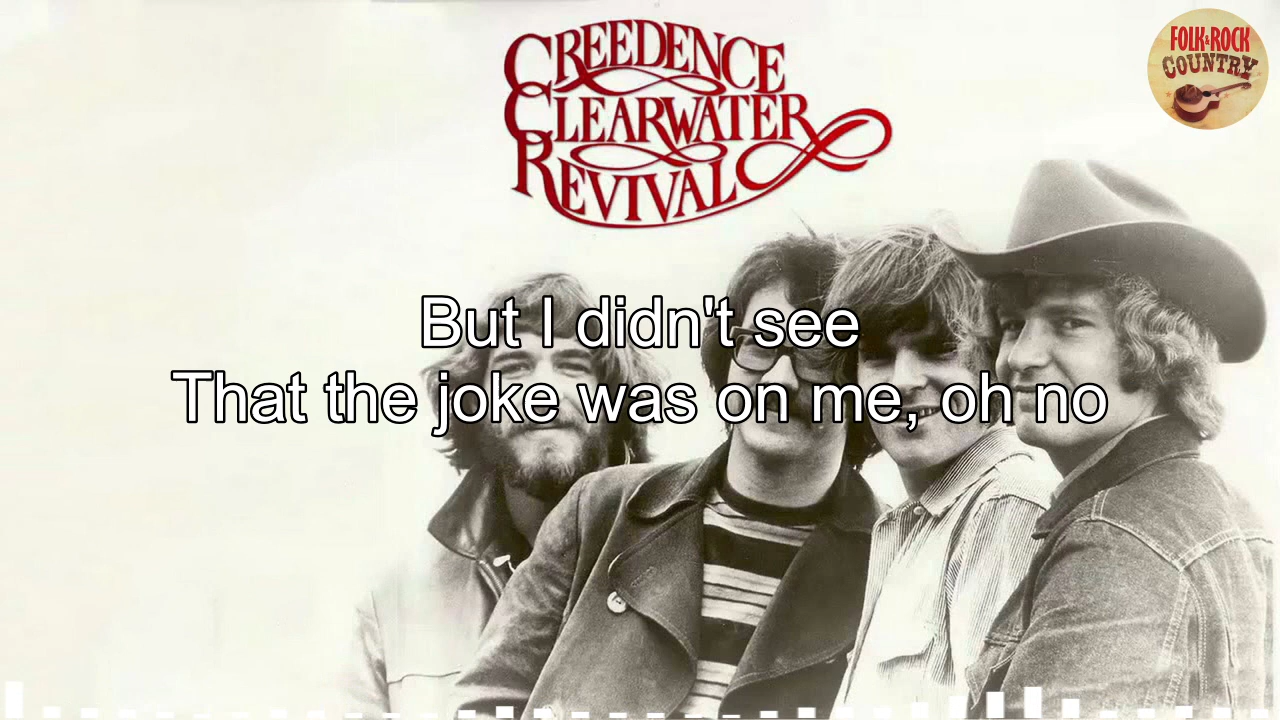 CREEDENCE
CLEARWATER
REVIVAL
FOLK&ROCK
COUNTRY
But I didn't see
That the joke was on me, oh no